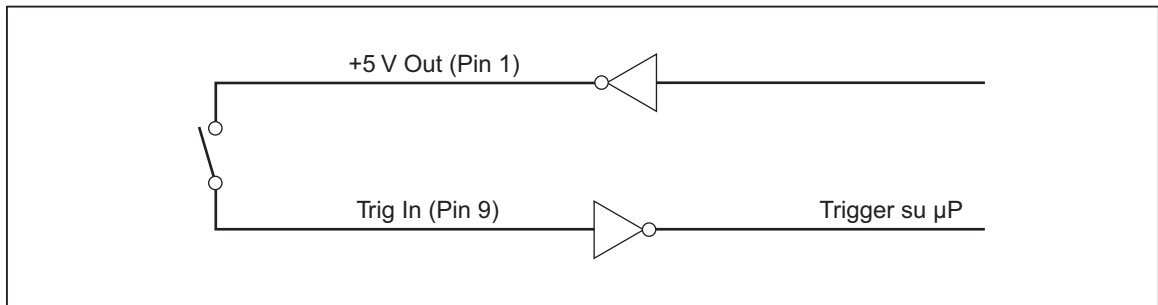 +5 V Out (Pin 1)
Trig In (Pin 9)
Trigger su µP